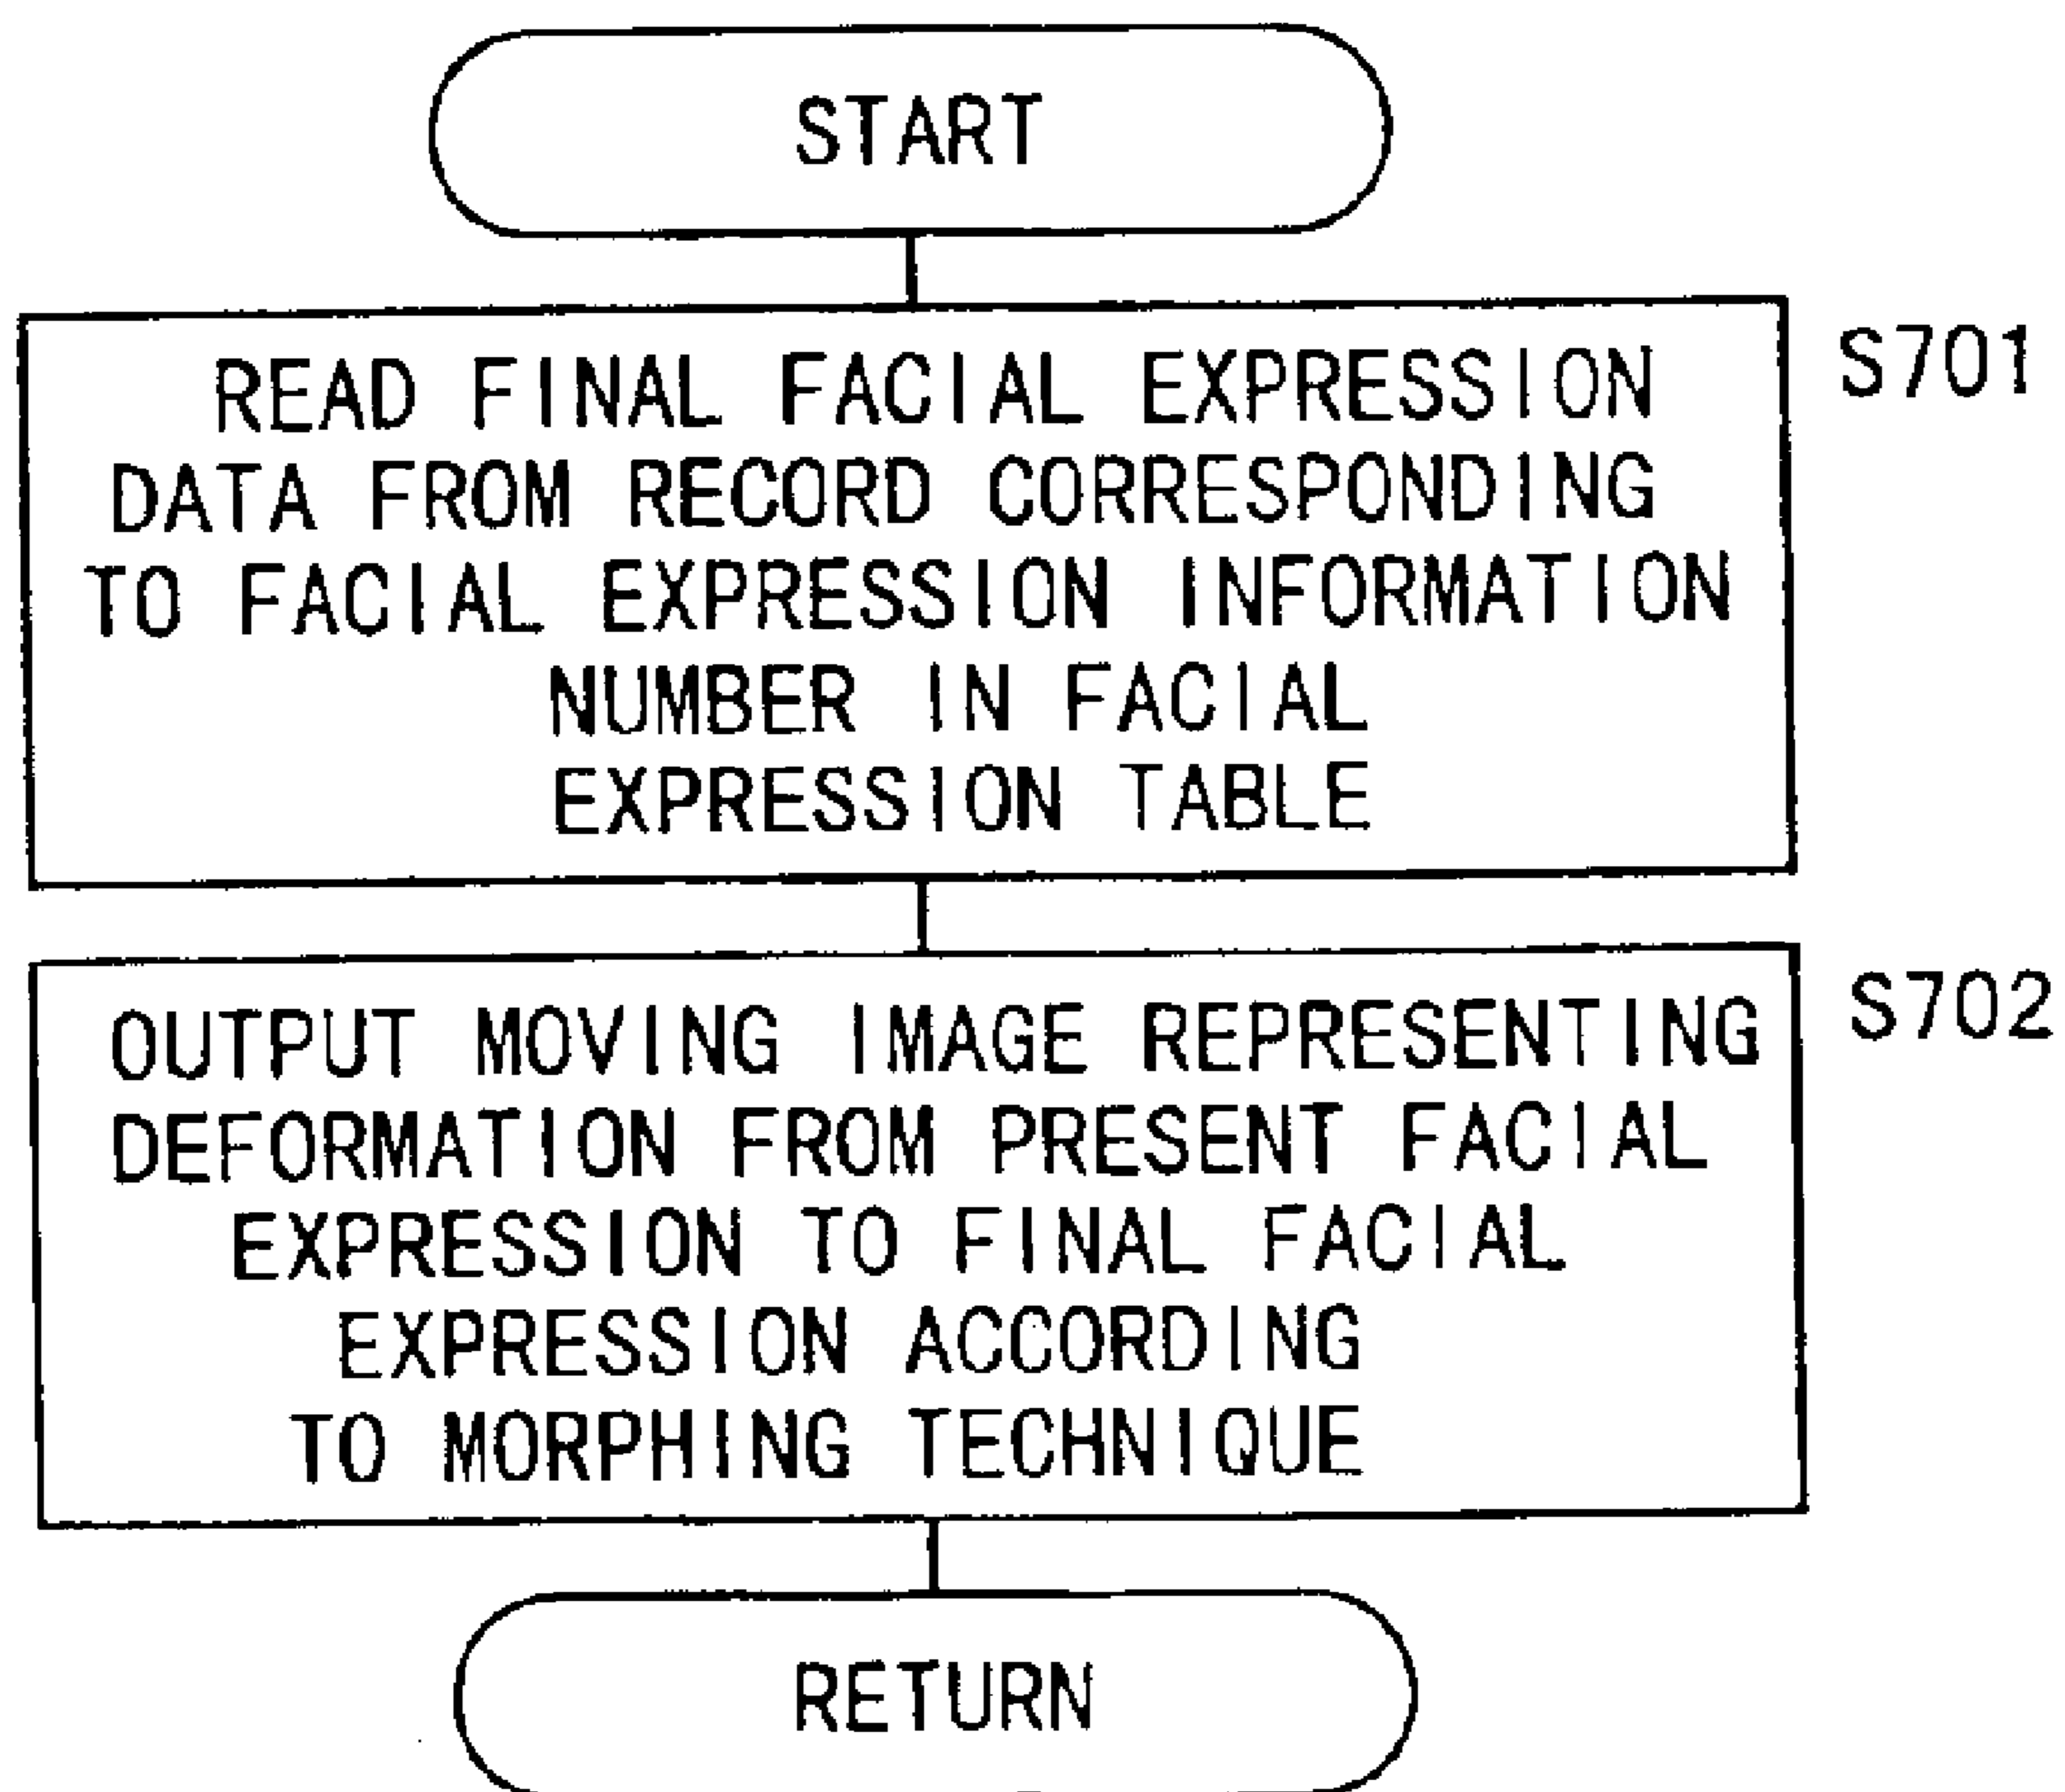 START
READ FINAL FACIAL EXPRESSION
DATA FROM RECORD CORRESPONDING
TO FACIAL EXPRESSION INFORMATION
NUMBER IN FACIAL
EXPRESSION TABLE
S701
OUTPUT MOVING IMAGE REPRESENTING
DEFORMATION FROM PRESENT FACIAL
EXPRESSION TO FINAL FACIAL
EXPRESSION ACCORDING
TO MORPHING TECHNIQUE
S702
RETURN